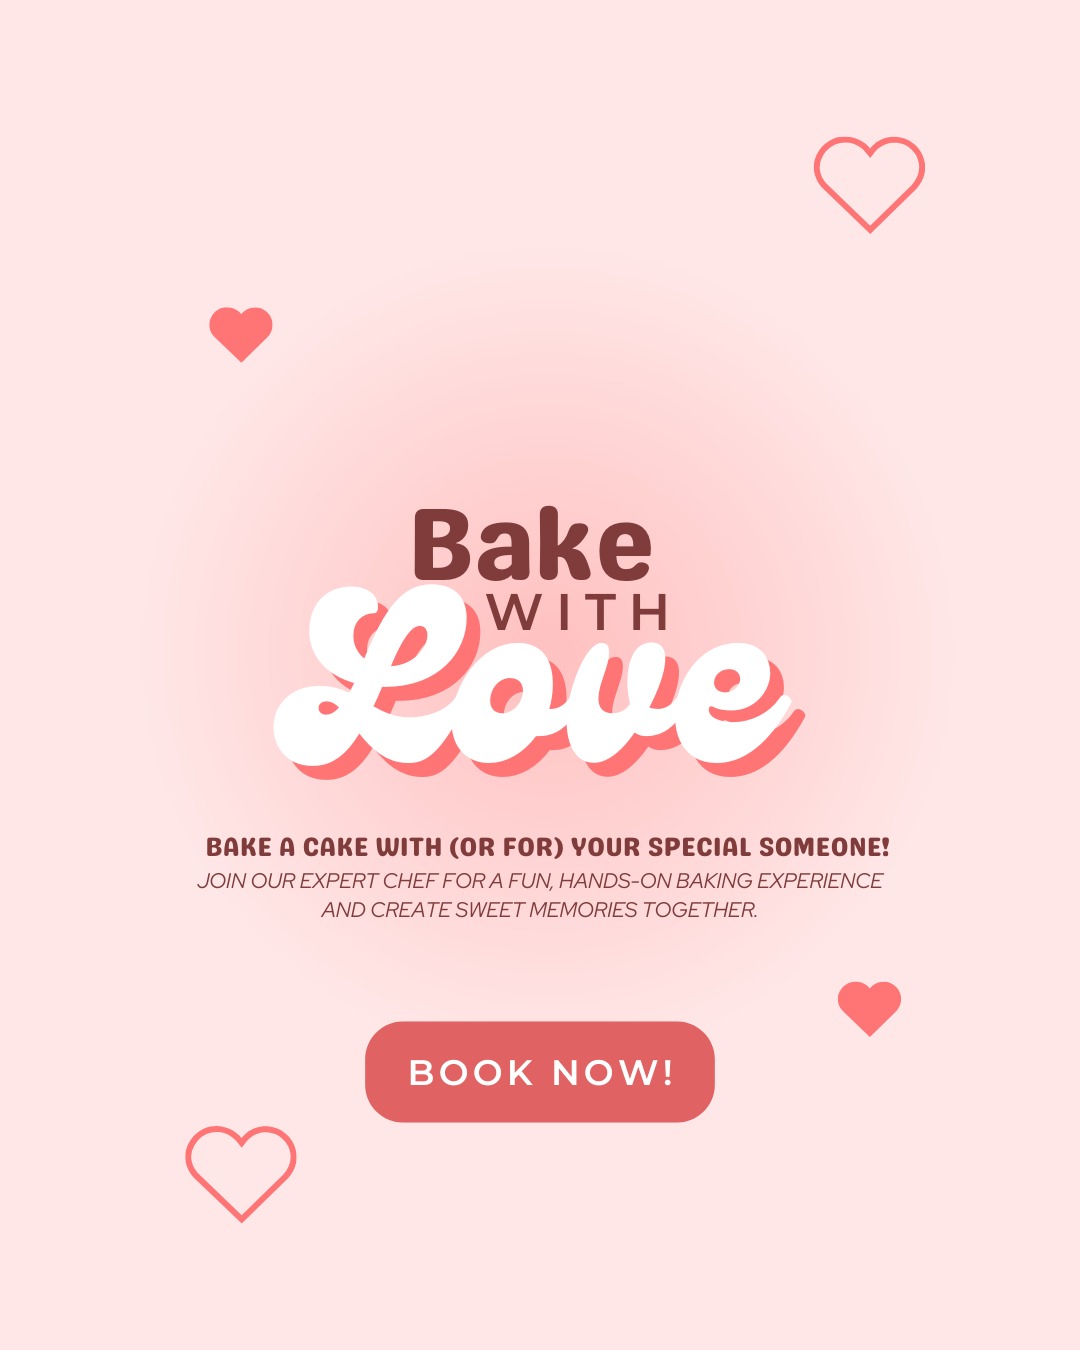 Bake
WITH
Love
BAKE A CAKE WITH (OR FOR) YOUR SPECIAL SOMEONE!
JOIN OUR EXPERT CHEF FOR A FUN, HANDS-ON BAKING EXPERIENCE
AND CREATE SWEET MEMORIES TOGETHER.
BOOK NOW!